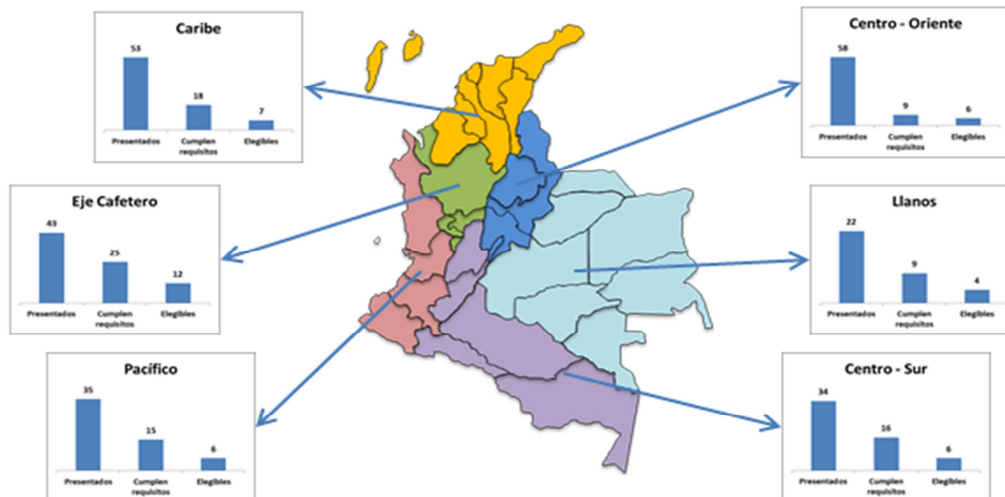 Caribe
53
18
7
Presentados
Cumplen
requisitos
Elegibles
Centro - Oriente
58
9
6
Presentados
Cumplen
requisitos
Elegibles
Eje Cafetero
43
25
12
Presentados
Cumplen
requisitos
Elegibles
Llanos
22
9
4
Presentados
Cumplen
requisitos
Elegibles
Pacífico
35
15
6
Presentados
Cumplen
requisitos
Elegibles
Centro - Sur
34
16
6
Presentados
Cumplen
requisitos
Elegibles